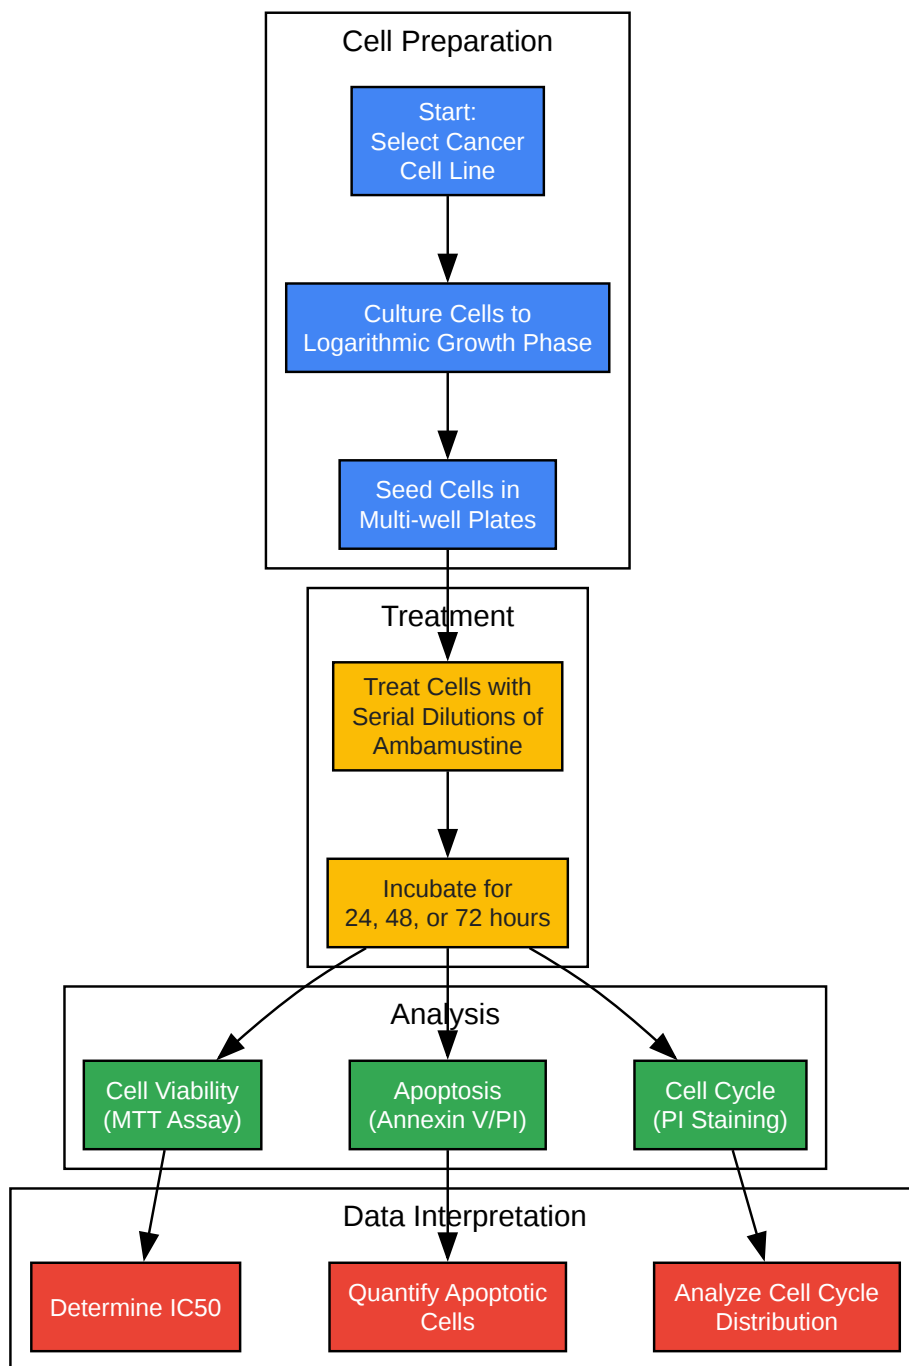 Cell Preparation
Start:
Select Cancer
Cell Line
Culture Cells to
Logarithmic Growth Phase
Seed Cells in
Multi-well Plates
Treatment
Treat Cells with
Serial Dilutions of
Ambamustine
Incubate for
24, 48, or 72 hours
Analysis
Cell Viability
(MTT Assay)
Apoptosis
(Annexin V/PI)
Cell Cycle
(PI Staining)
Data Interpretation
Determine IC50
Quantify Apoptotic
Cells
Analyze Cell Cycle
Distribution